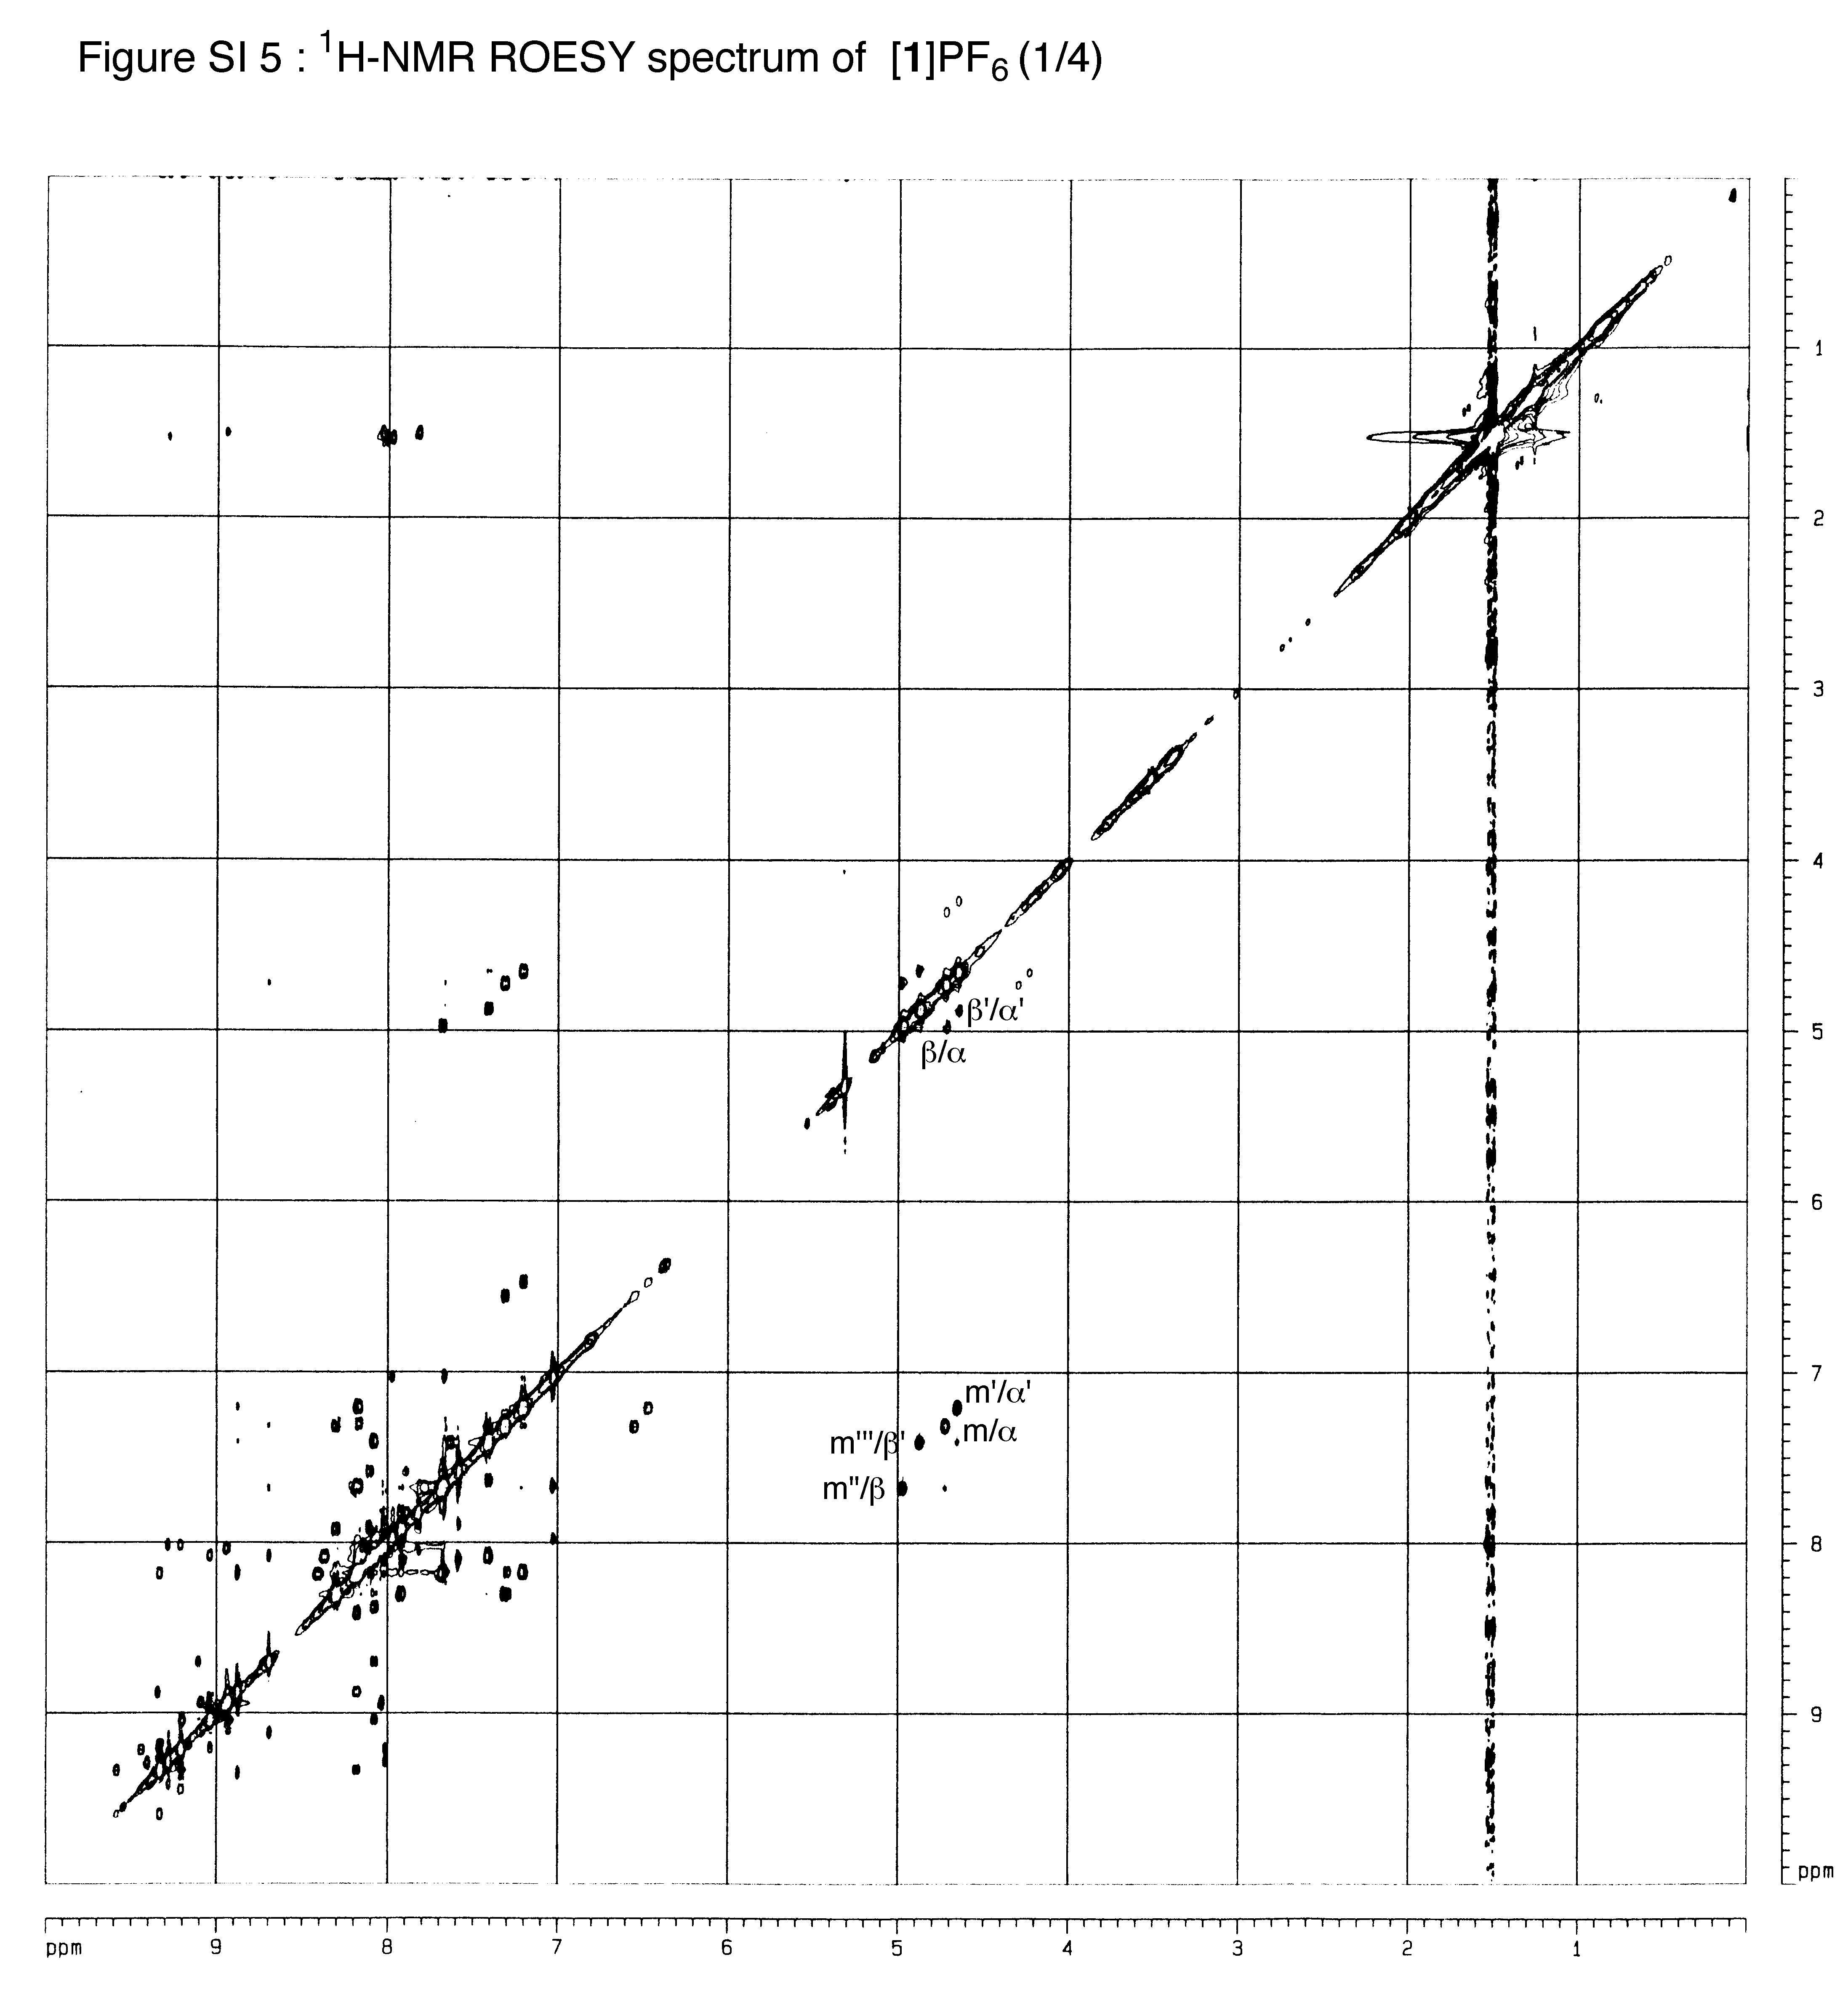 Figure SI 5 : ¹H-NMR ROESY spectrum of [1]PF₆ (1/4)
1
2
3
4
β'/α'
5
β/α
6
7
m'/α'
m/α
m'''/β'
m''/β
8
9
ppm
ppm 9 8 7 6 5 4 3 2 1